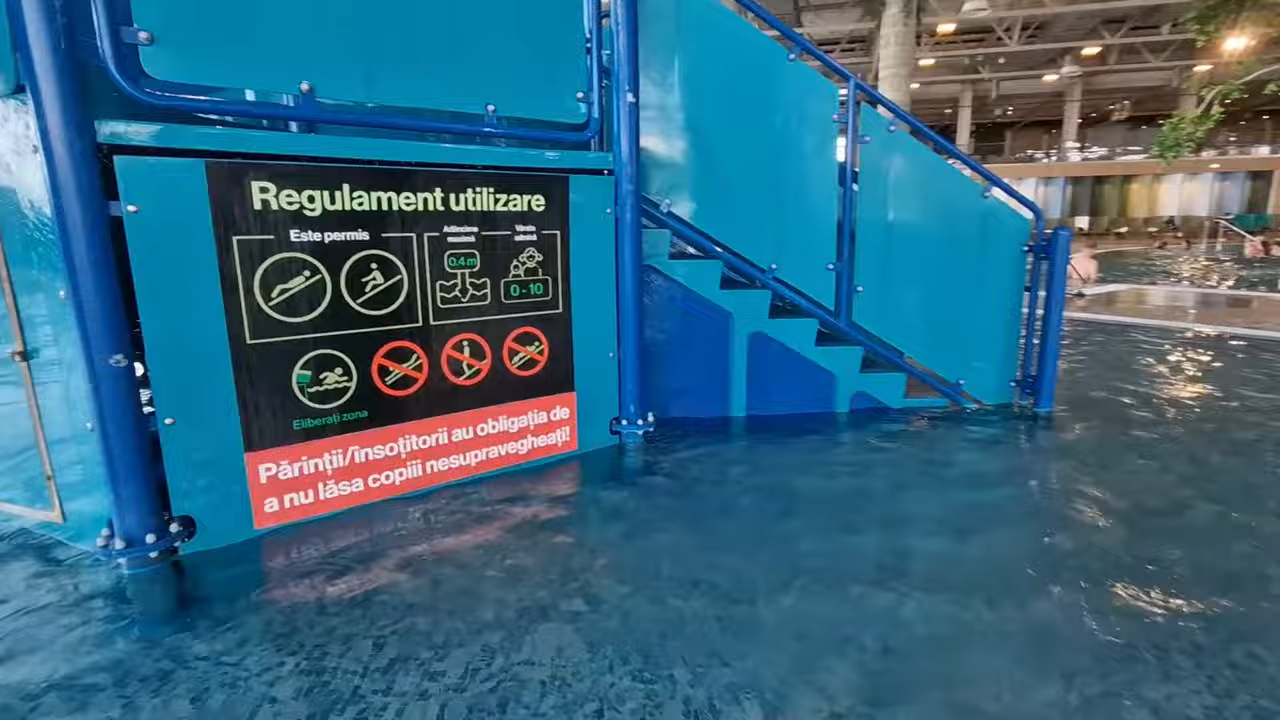 Regulament utilizare
Este permis
Adâncime
maximă
Vârsta
admisă
0.4 m
0 - 10
Eliberați zona
Părinții/însoțitorii au obligația de
a nu lăsa copiii nesupravegheați!